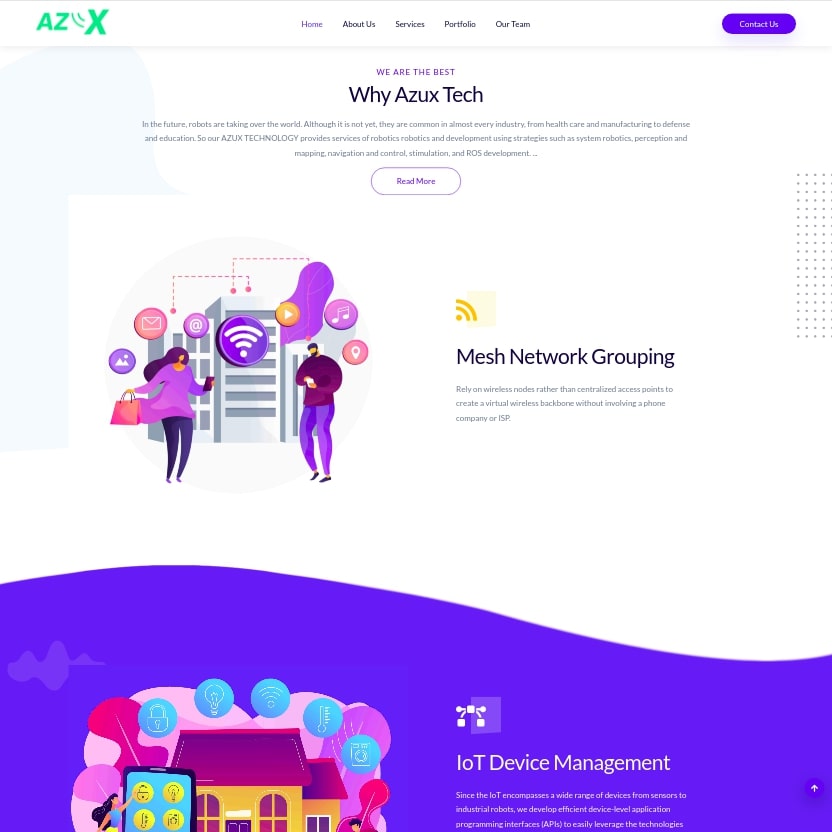 AZUX
Home
About Us
Services
Portfolio
Our Team
Contact Us
WE ARE THE BEST
Why Azux Tech
In the future, robots are taking over the world. Although it is not yet, they are common in almost every industry, from health care and manufacturing to defense
and education. So our AZUX TECHNOLOGY provides services of robotics robotics and development using strategies such as system robotics, perception and
mapping, navigation and control, stimulation, and ROS development. ...
Read More
@
Mesh Network Grouping
Rely on wireless nodes rather than centralized access points to
create a virtual wireless backbone without involving a phone
company or ISP.
IoT Device Management
Since the IoT encompasses a wide range of devices from sensors to
industrial robots, we develop efficient device-level application
programming interfaces (APIs) to easily leverage the technologies